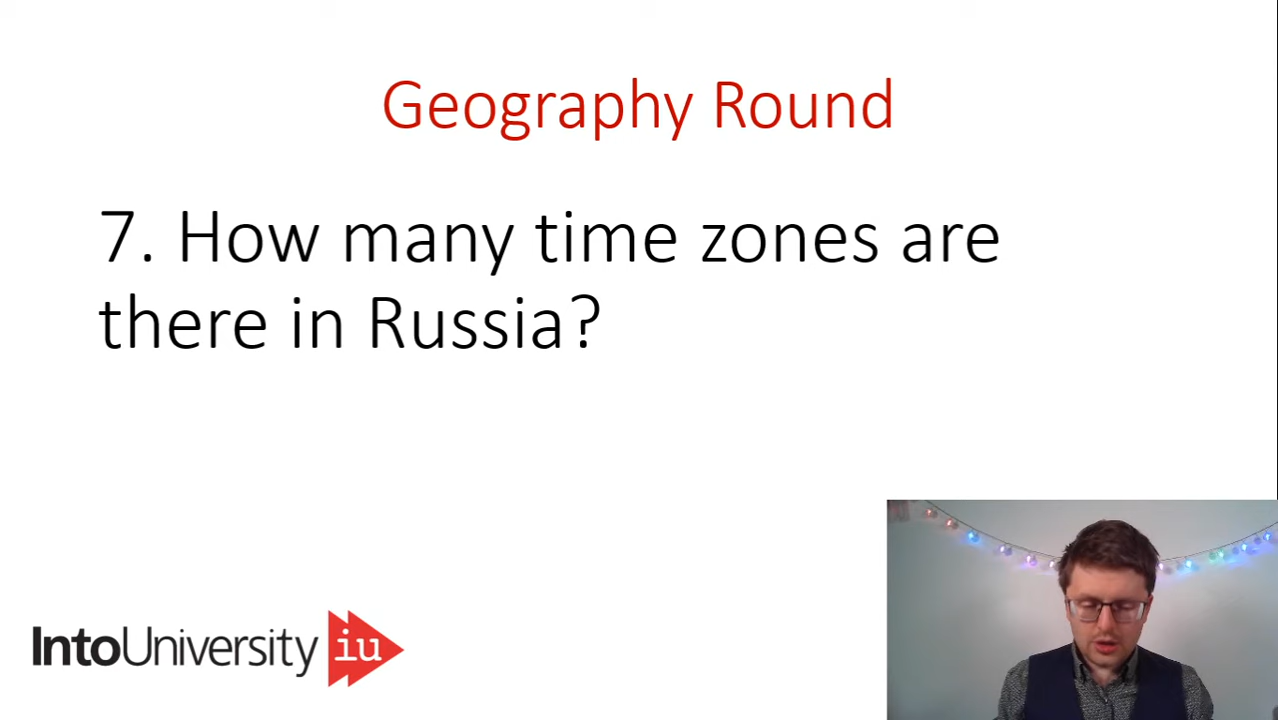 Geography Round
7. How many time zones are
there in Russia?
IntoUniversity iu